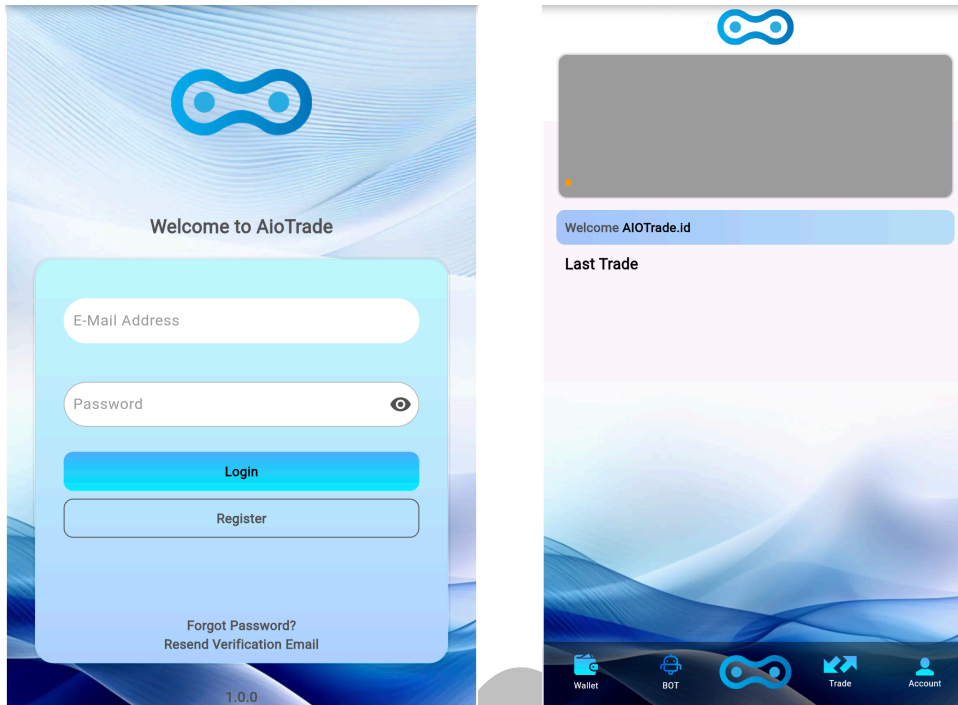 Welcome to AioTrade
E-Mail Address
Password
Login
Register
Forgot Password?
Resend Verification Email
1.0.0
Welcome AIOTrade.id
Last Trade
Wallet
BOT
Trade
Account